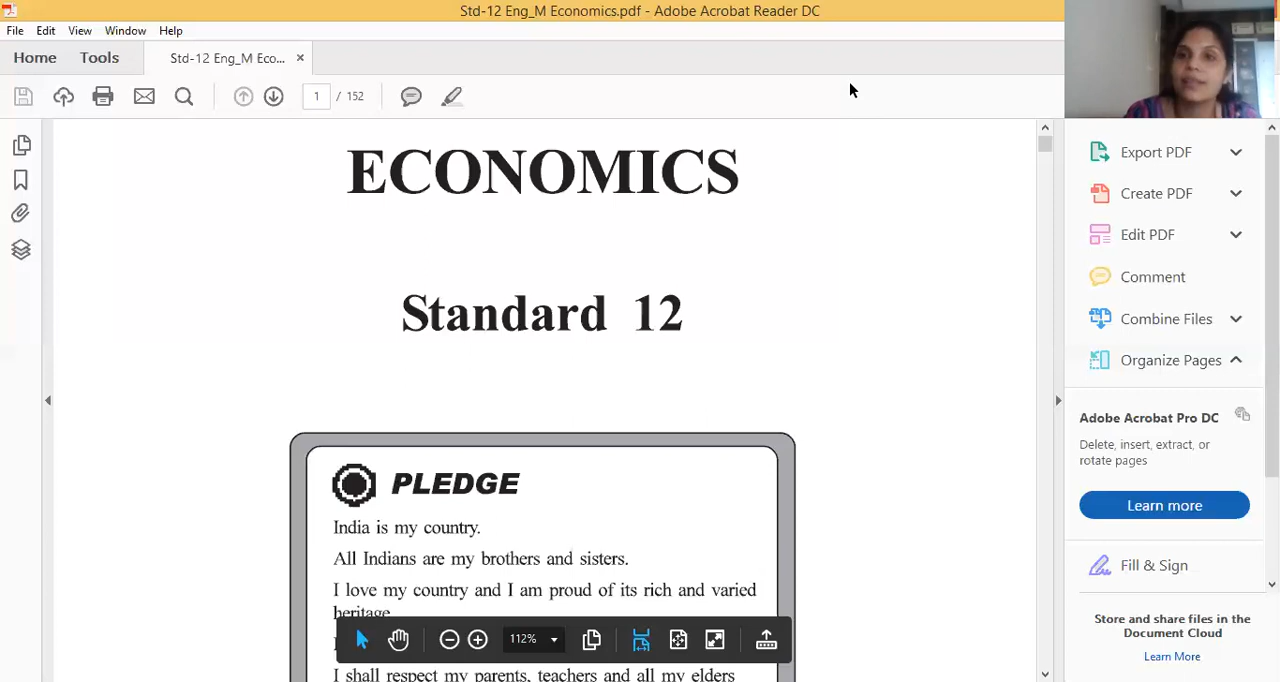 Std-12 Eng_M Economics.pdf - Adobe Acrobat Reader DC
File Edit View Window Help
Home Tools Std-12 Eng_M Eco... ×
1 / 152
ECONOMICS
Standard 12
PLEDGE
India is my country.
All Indians are my brothers and sisters.
I love my country and I am proud of its rich and varied
heritage.
112%
I shall respect my parents, teachers and all my elders
Export PDF
Create PDF
Edit PDF
Comment
Combine Files
Organize Pages
Adobe Acrobat Pro DC
Delete, insert, extract, or
rotate pages
Learn more
Fill & Sign
Store and share files in the
Document Cloud
Learn More